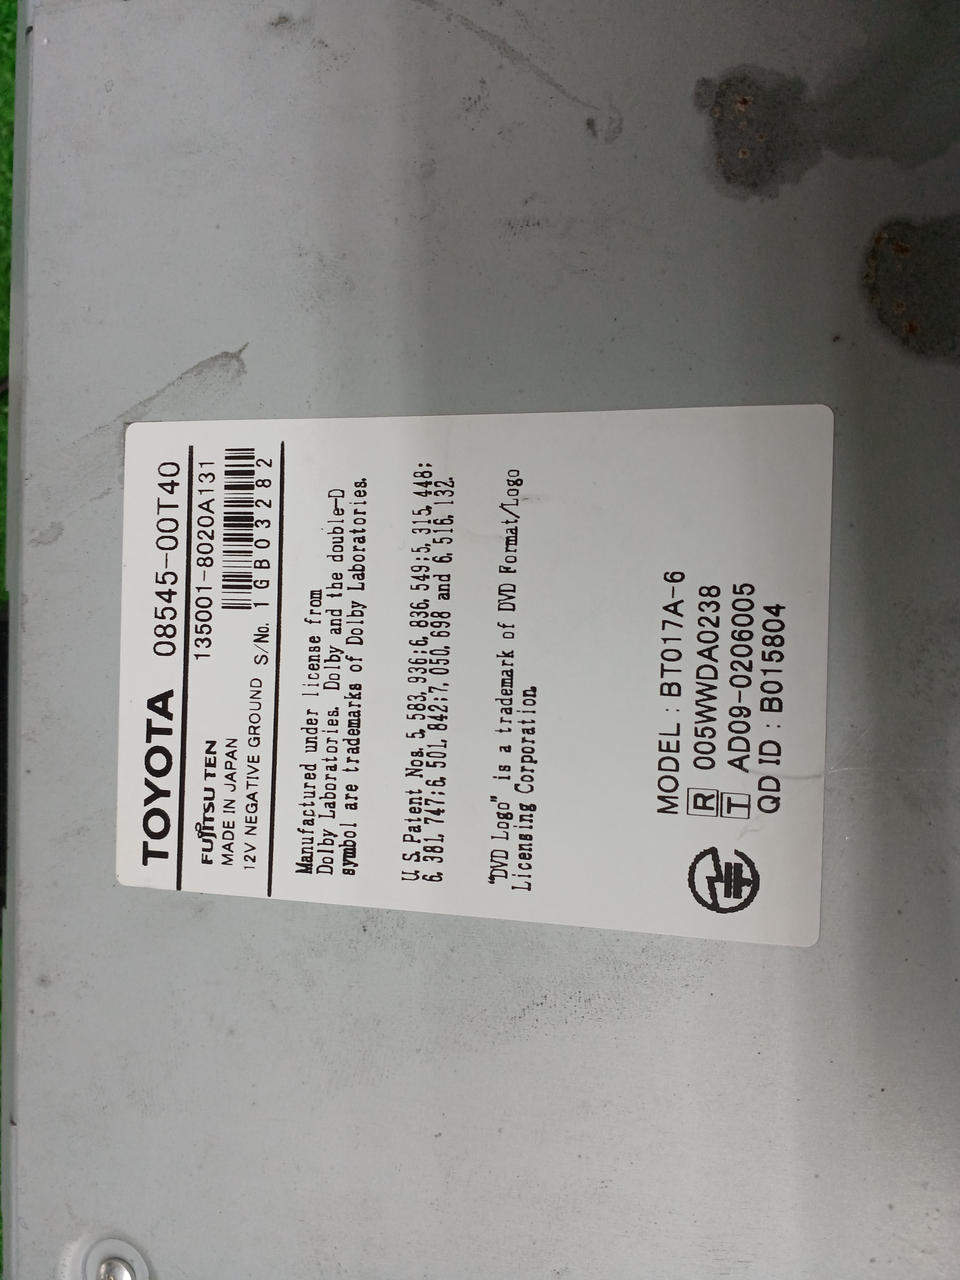 TOYOTA 08545-00T40
FUJITSU TEN 135001-8020A131
MADE IN JAPAN
12V NEGATIVE GROUND S/No. 1GB03282
Manufactured under license from
Dolby Laboratories. Dolby and the double-D
symbol are trademarks of Dolby Laboratories.
U.S.Patent Nos. 5,583,936;6,836,549;5,315,448;
6,381,747;6,501,842;7,050,698 and 6,516,132.
"DVD Logo" is a trademark of DVD Format/Logo
Licensing Corporation.
MODEL : BT017A-6
R 005WWDA0238
T AD09-0206005
QD ID : B015804